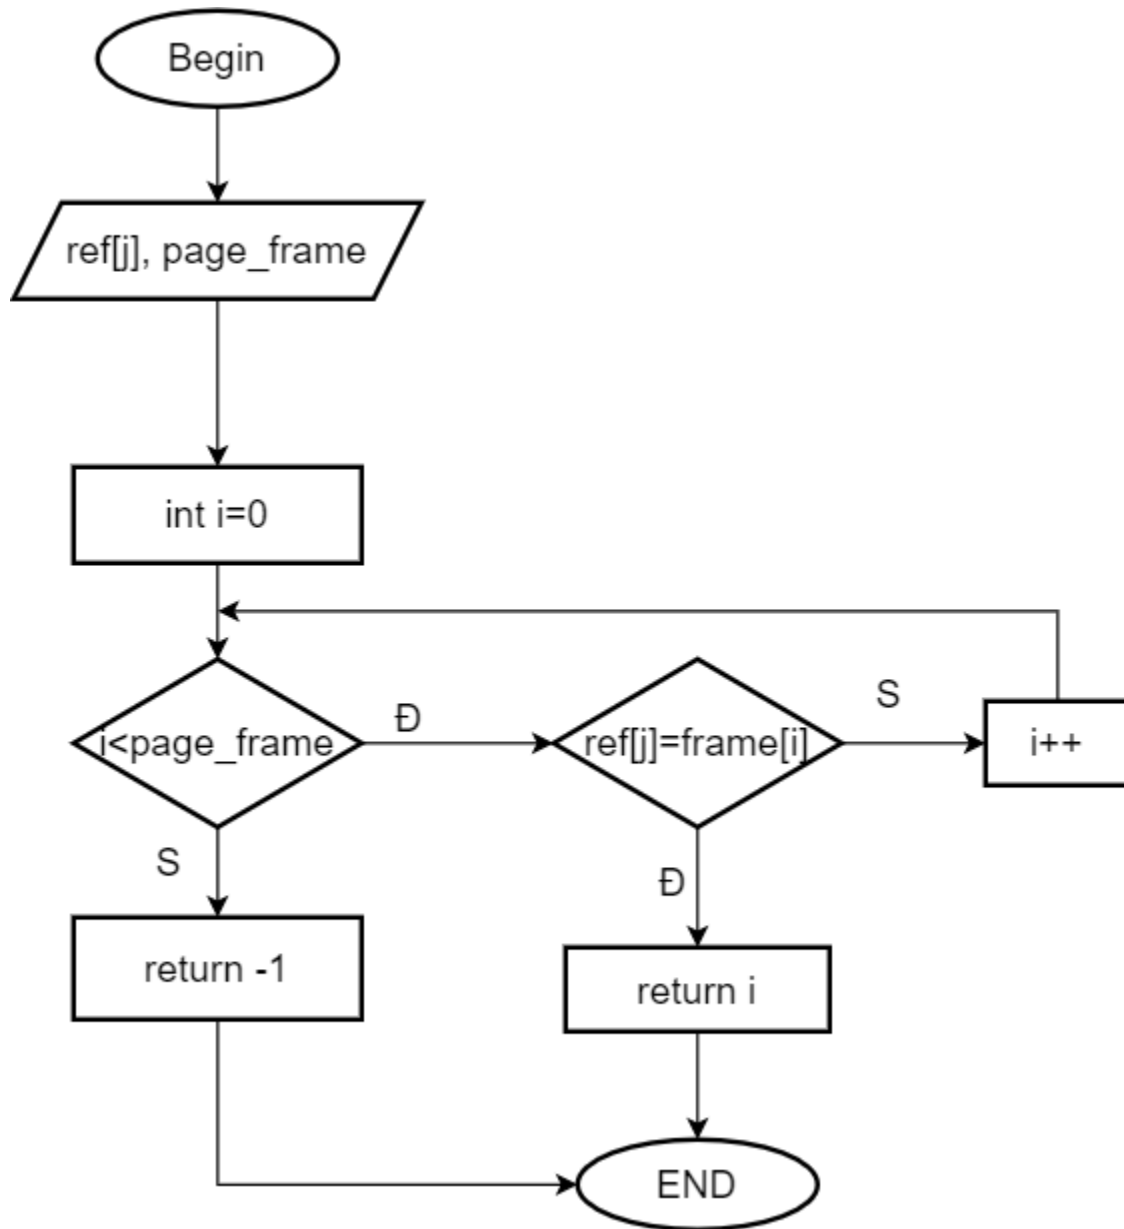 Begin
ref[j], page_frame
int i=0
i<page_frame
Đ
ref[j]=frame[i]
S
i++
S
return -1
Đ
return i
END